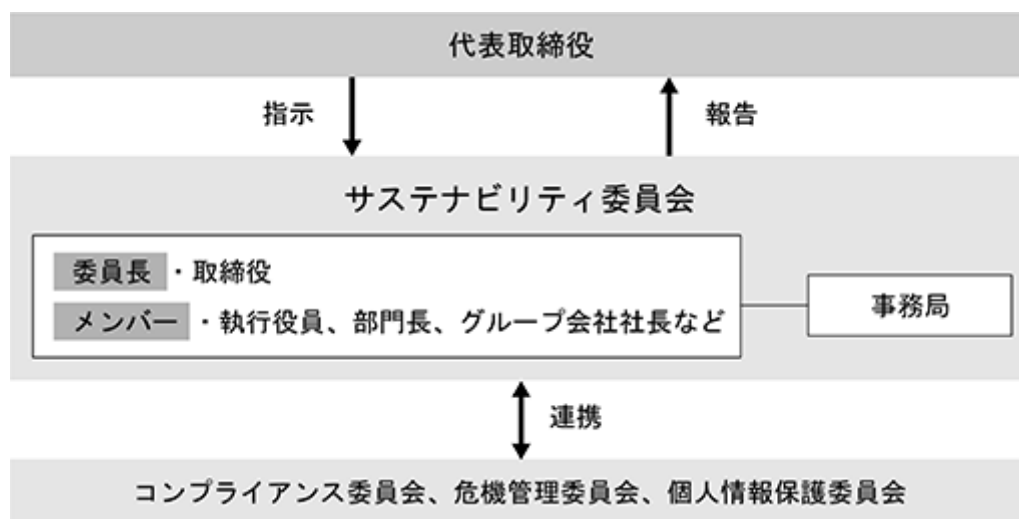 代表取締役
指示
報告
サステナビリティ委員会
委員長 ・取締役
メンバー ・執行役員、部門長、グループ会社社長など
事務局
連携
コンプライアンス委員会、危機管理委員会、個人情報保護委員会